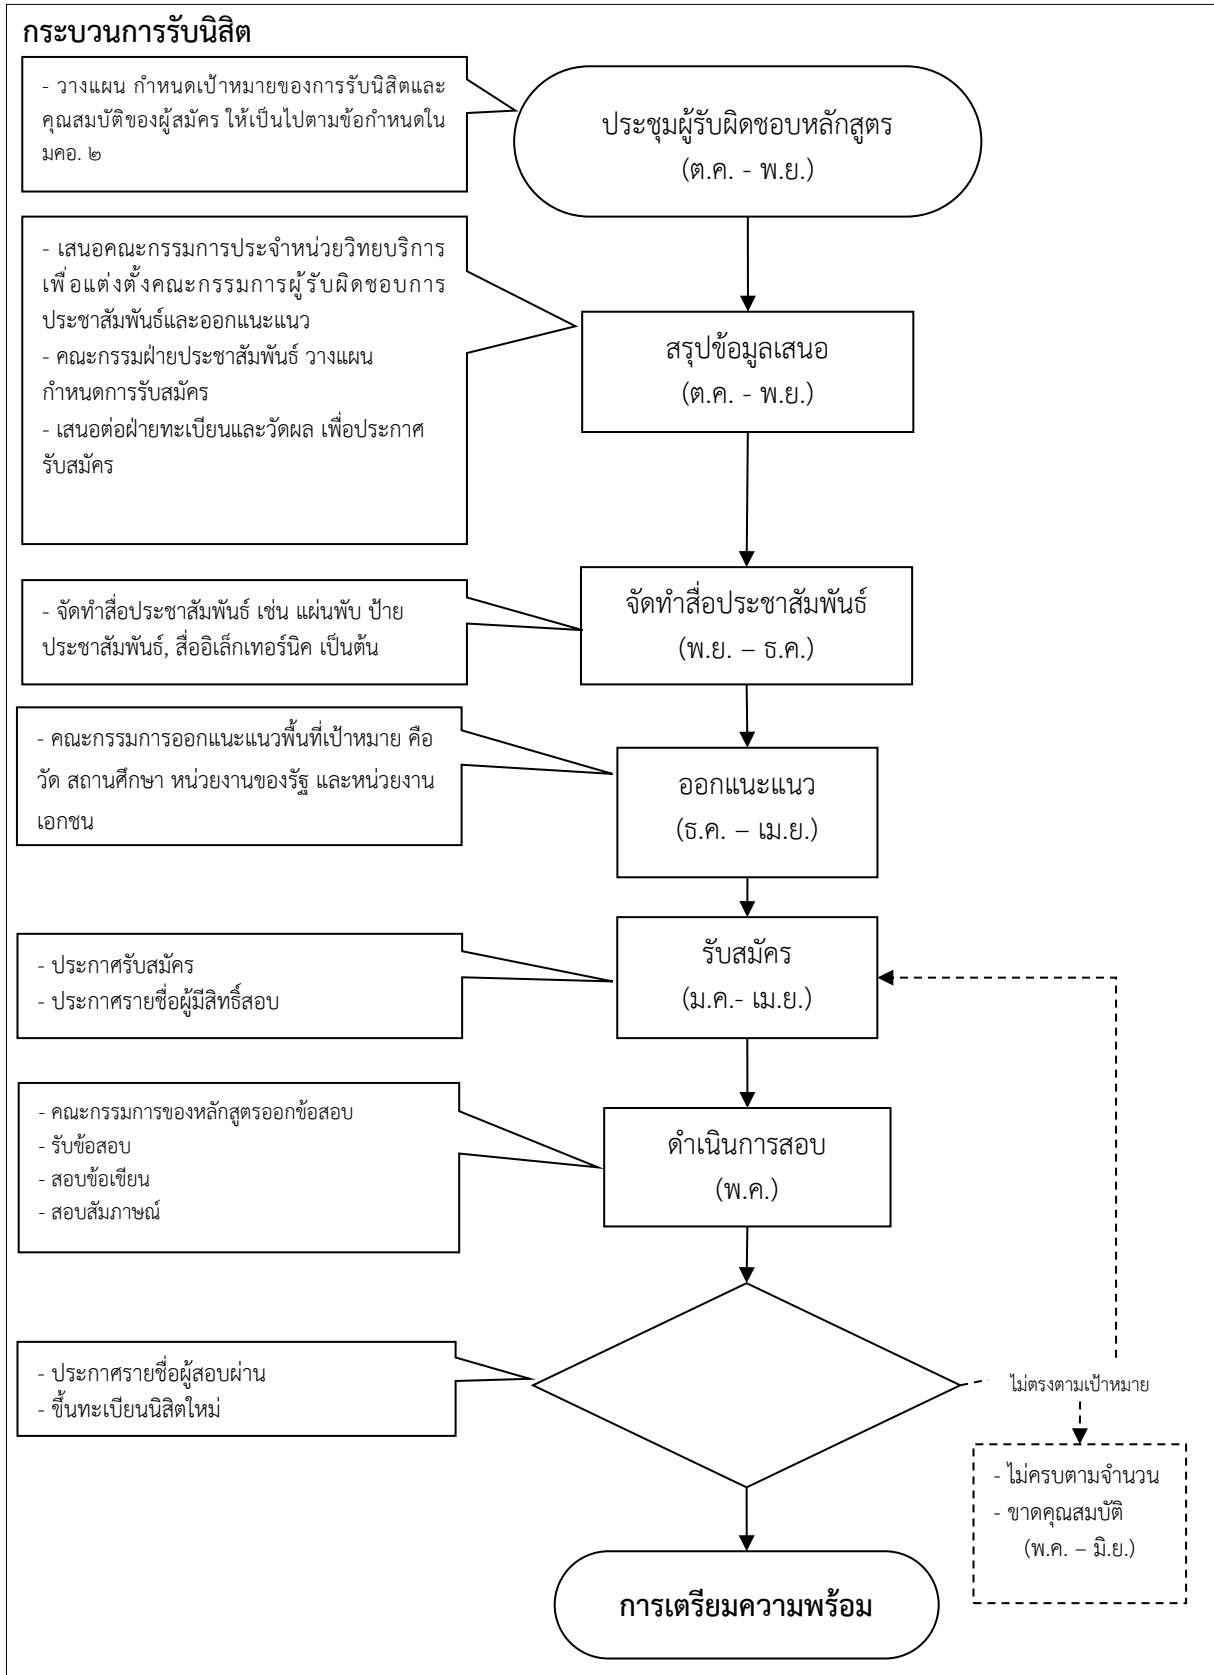 กระบวนการรับนิสิต
- วางแผน กำหนดเป้าหมายของการรับนิสิตและ
คุณสมบัติของผู้สมัคร ให้เป็นไปตามข้อกำหนดใน
มคอ. ๒
ประชุมผู้รับผิดชอบหลักสูตร
(ต.ค. - พ.ย.)
- เสนอคณะกรรมการประจำหน่วยวิทยบริการ
เพื่อแต่งตั้งคณะกรรมการผู้รับผิดชอบการ
ประชาสัมพันธ์และออกแนะแนว
- คณะกรรมฝ่ายประชาสัมพันธ์ วางแผน
กำหนดการรับสมัคร
- เสนอต่อฝ่ายทะเบียนและวัดผล เพื่อประกาศ
รับสมัคร
สรุปข้อมูลเสนอ
(ต.ค. - พ.ย.)
- จัดทำสื่อประชาสัมพันธ์ เช่น แผ่นพับ ป้าย
ประชาสัมพันธ์, สื่ออิเล็กเทอร์นิค เป็นต้น
จัดทำสื่อประชาสัมพันธ์
(พ.ย. – ธ.ค.)
- คณะกรรมการออกแนะแนวพื้นที่เป้าหมาย คือ
วัด สถานศึกษา หน่วยงานของรัฐ และหน่วยงาน
เอกชน
ออกแนะแนว
(ธ.ค. – เม.ย.)
- ประกาศรับสมัคร
- ประกาศรายชื่อผู้มีสิทธิ์สอบ
รับสมัคร
(ม.ค.- เม.ย.)
- คณะกรรมการของหลักสูตรออกข้อสอบ
- รับข้อสอบ
- สอบข้อเขียน
- สอบสัมภาษณ์
ดำเนินการสอบ
(พ.ค.)
- ประกาศรายชื่อผู้สอบผ่าน
- ขึ้นทะเบียนนิสิตใหม่
ไม่ตรงตามเป้าหมาย
- ไม่ครบตามจำนวน
- ขาดคุณสมบัติ
(พ.ค. – มิ.ย.)
การเตรียมความพร้อม